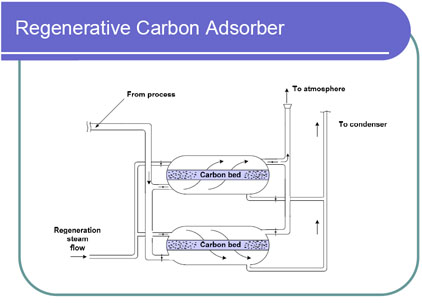 Regenerative Carbon Adsorber
From process
To atmosphere
To condenser
Carbon bed
Regeneration
steam
flow
Carbon bed